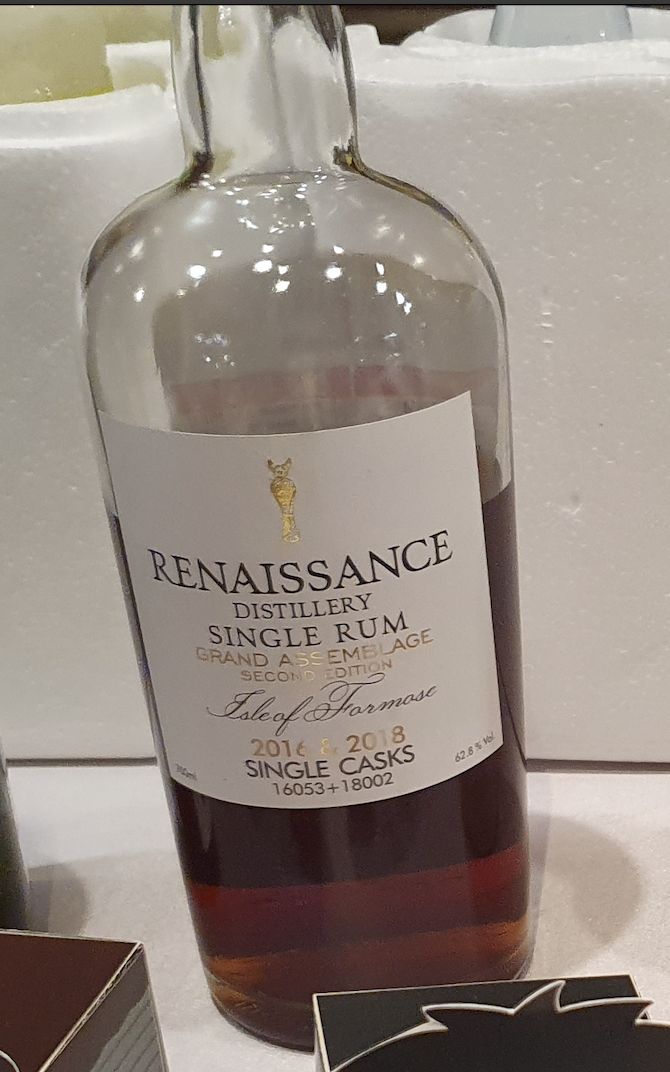 RENAISSANCE
DISTILLERY
SINGLE RUM
GRAND ASSEMBLAGE
SECOND EDITION
Isle of Formose
2016 & 2018
SINGLE CASKS
16053+18002
700ml
62.8% Vol.